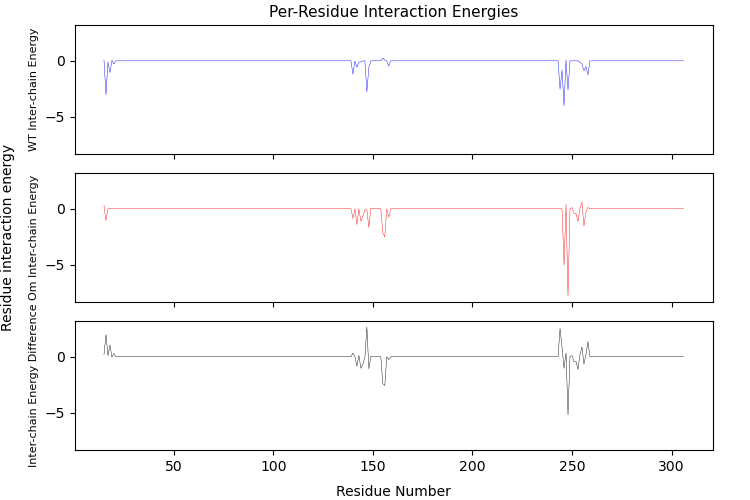 Per-Residue Interaction Energies
Residue interaction energy
WT Inter-chain Energy
0
−5
Om Inter-chain Energy
0
−5
Inter-chain Energy Difference
0
−5
50
100
150
200
250
300
Residue Number